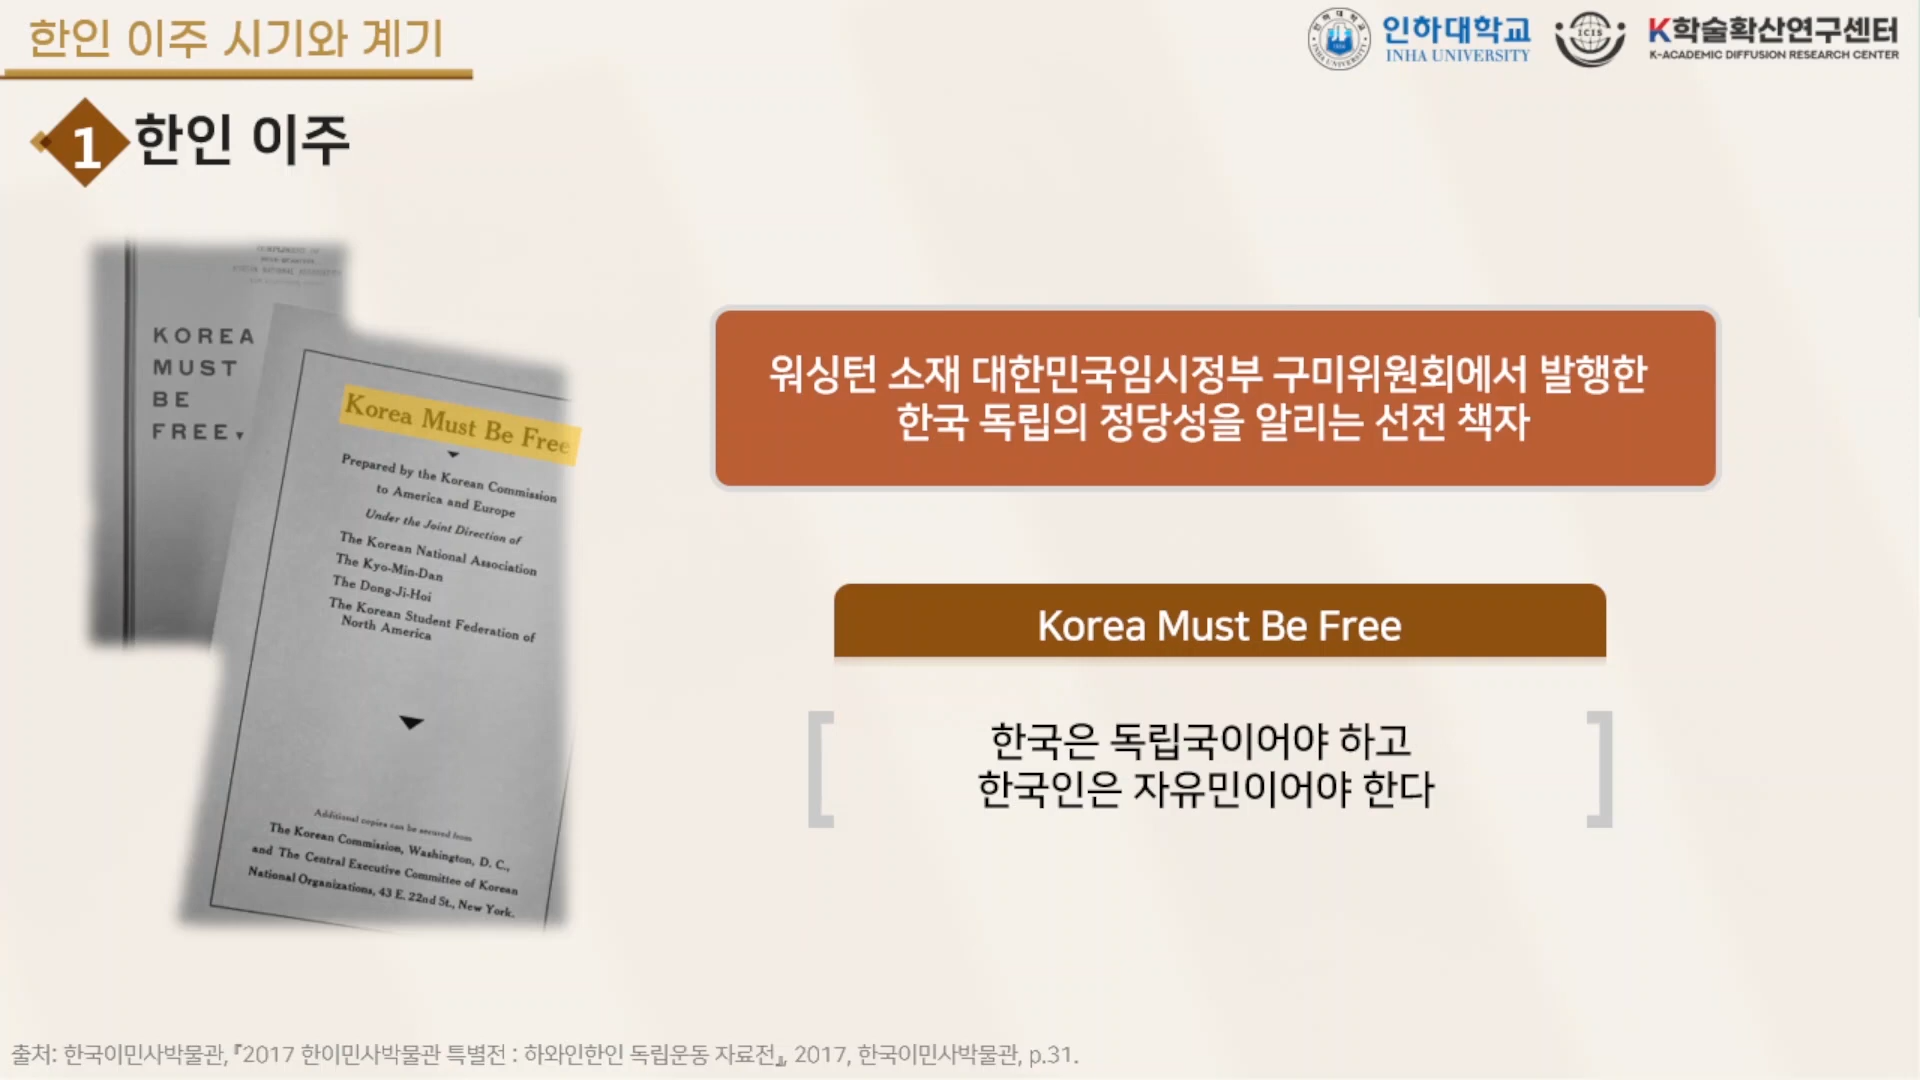 한인 이주 시기와 계기
인하대학교
INHA UNIVERSITY
ICIS
K학술확산연구센터
K-ACADEMIC DIFFUSION RESEARCH CENTER
1 한인 이주
KOREA
MUST
BE
FREE
Korea Must Be Free
Prepared by the Korean Commission
to America and Europe
Under the Joint Direction of
The Korean National Association
The Kyo-Min-Dan
The Dong-Ji-Hoi
The Korean Student Federation of
North America
Additional copies can be secured from
The Korean Commission, Washington, D. C.,
and The Central Executive Committee of Korean
National Organizations, 43 E. 22nd St., New York.
워싱턴 소재 대한민국임시정부 구미위원회에서 발행한
한국 독립의 정당성을 알리는 선전 책자
Korea Must Be Free
한국은 독립국이어야 하고
한국인은 자유민이어야 한다
출처: 한국이민사박물관, 『2017 한이민사박물관 특별전 : 하와인한인 독립운동 자료전』, 2017, 한국이민사박물관, p.31.